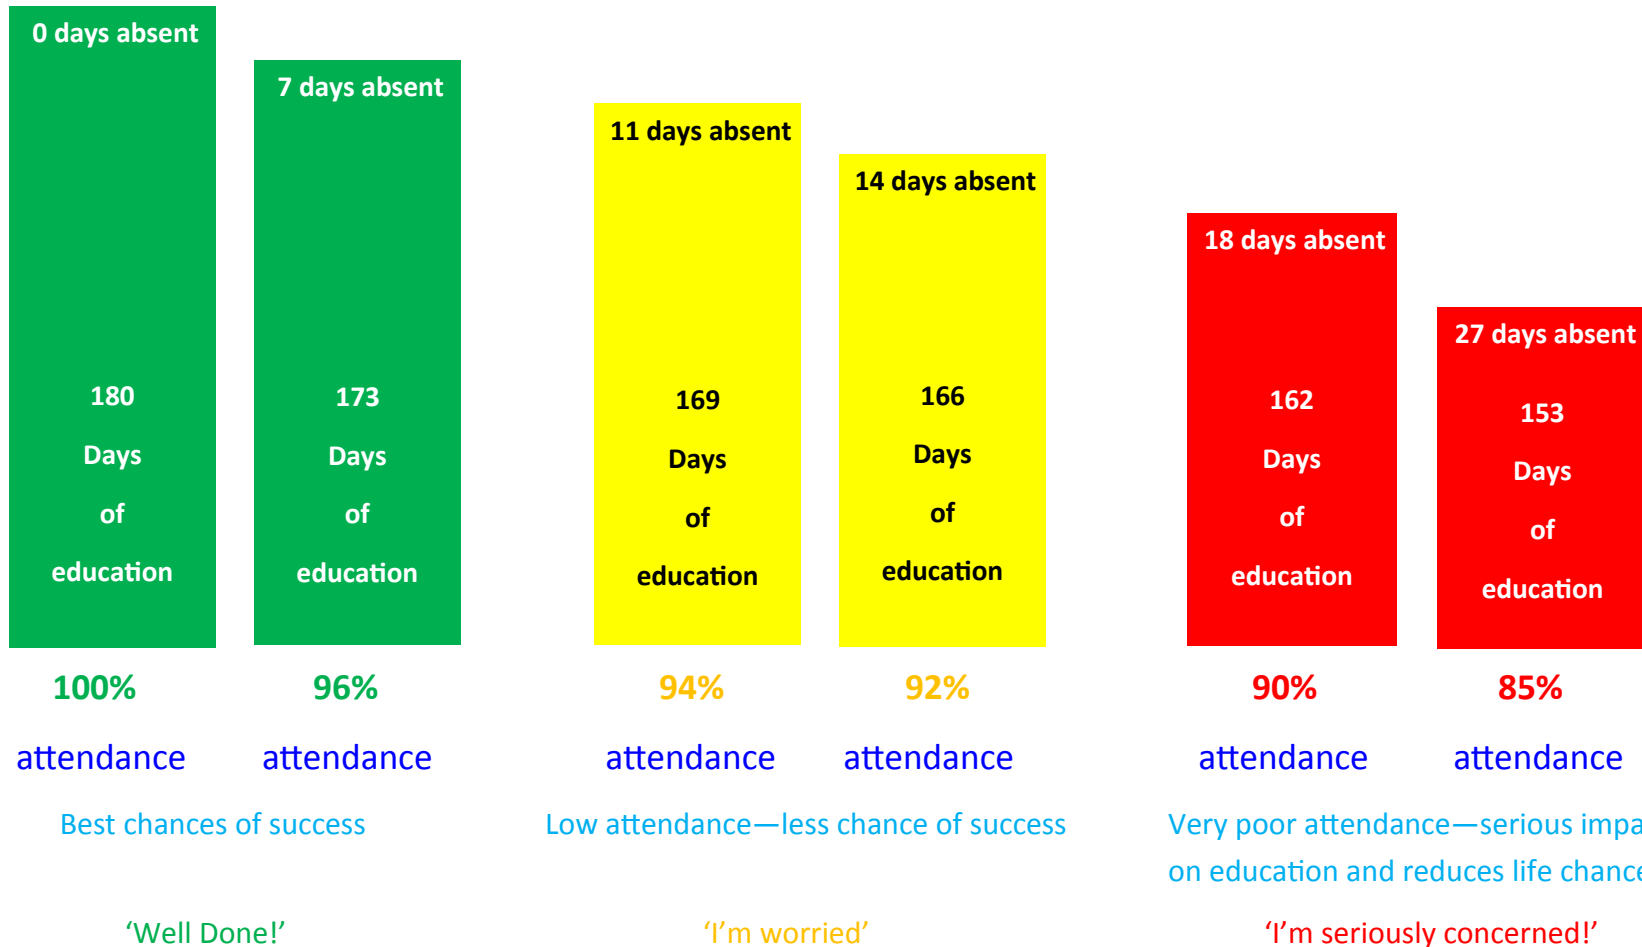 0 days absent
180
Days
of
education
100%
attendance
7 days absent
173
Days
of
education
96%
attendance
Best chances of success
'Well Done!'
11 days absent
169
Days
of
education
94%
attendance
14 days absent
166
Days
of
education
92%
attendance
Low attendance—less chance of success
‘I’m worried’
18 days absent
162
Days
of
education
90%
attendance
27 days absent
153
Days
of
education
85%
attendance
Very poor attendance—serious
on education and reduces life
‘I’m seriously concerned!’